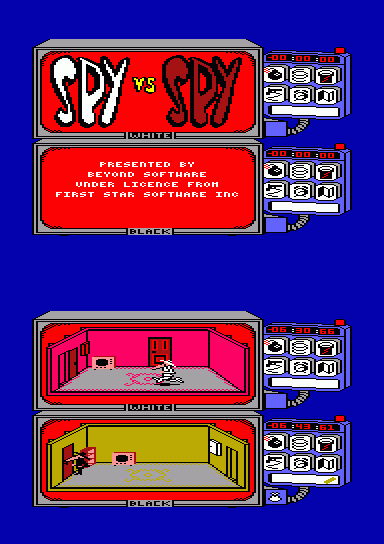 SPY VS SPY
-00:00:00
WHITE
PRESENTED BY
BEYOND SOFTWARE
UNDER LICENCE FROM
FIRST STAR SOFTWARE INC
-00:00:00
BLACK
WHITE
BLACK